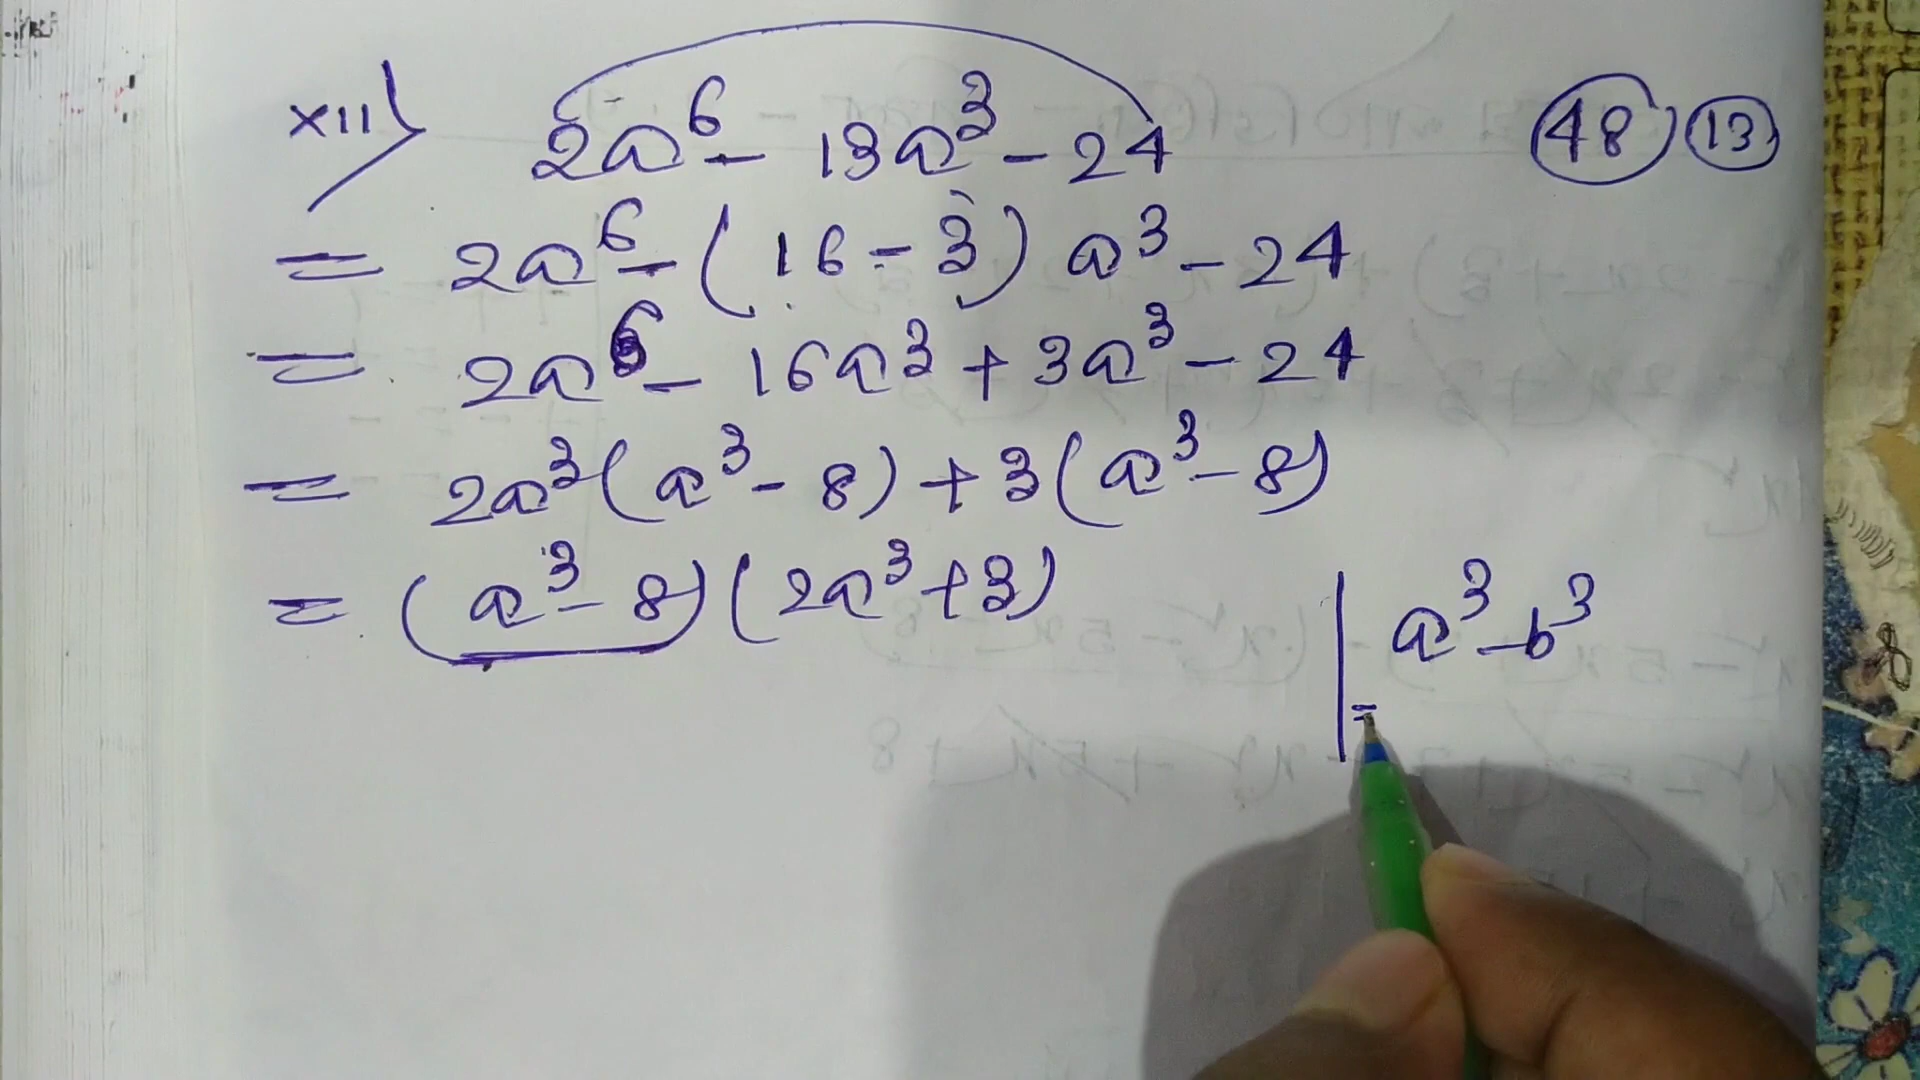 xii) 2a⁶ - 13a³ - 24 (48) (13)
= 2a⁶ - (16 - 3) a³ - 24
= 2a⁶ - 16a³ + 3a³ - 24
= 2a³(a³ - 8) + 3(a³ - 8)
= (a³ - 8)(2a³ + 3)
a³ - b³
=